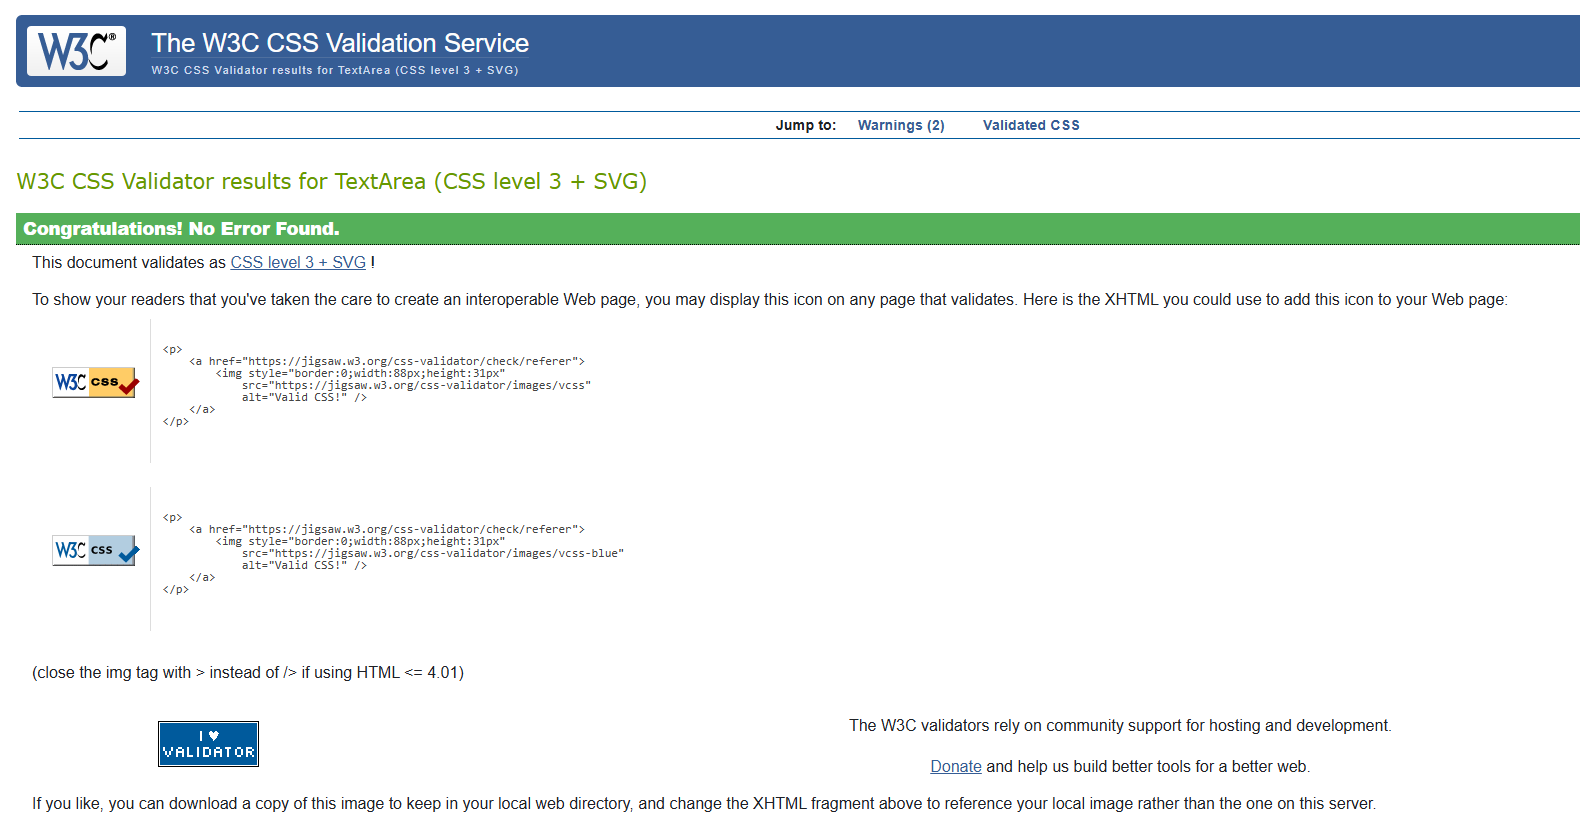 W3C®
The W3C CSS Validation Service
W3C CSS Validator results for TextArea (CSS level 3 + SVG)
Jump to: Warnings (2) Validated CSS
W3C CSS Validator results for TextArea (CSS level 3 + SVG)
Congratulations! No Error Found.
This document validates as CSS level 3 + SVG !
To show your readers that you've taken the care to create an interoperable Web page, you may display this icon on any page that validates. Here is the XHTML you could use to add this icon to your Web page:
W3C css
<p>
    <a href="https://jigsaw.w3.org/css-validator/check/referer">
        <img style="border:0;width:88px;height:31px"
            src="https://jigsaw.w3.org/css-validator/images/vcss"
            alt="Valid CSS!" />
    </a>
</p>
W3C css
<p>
    <a href="https://jigsaw.w3.org/css-validator/check/referer">
        <img style="border:0;width:88px;height:31px"
            src="https://jigsaw.w3.org/css-validator/images/vcss-blue"
            alt="Valid CSS!" />
    </a>
</p>
(close the img tag with > instead of /> if using HTML <= 4.01)
I ♥
VALIDATOR
The W3C validators rely on community support for hosting and development.
Donate and help us build better tools for a better web.
If you like, you can download a copy of this image to keep in your local web directory, and change the XHTML fragment above to reference your local image rather than the one on this server.